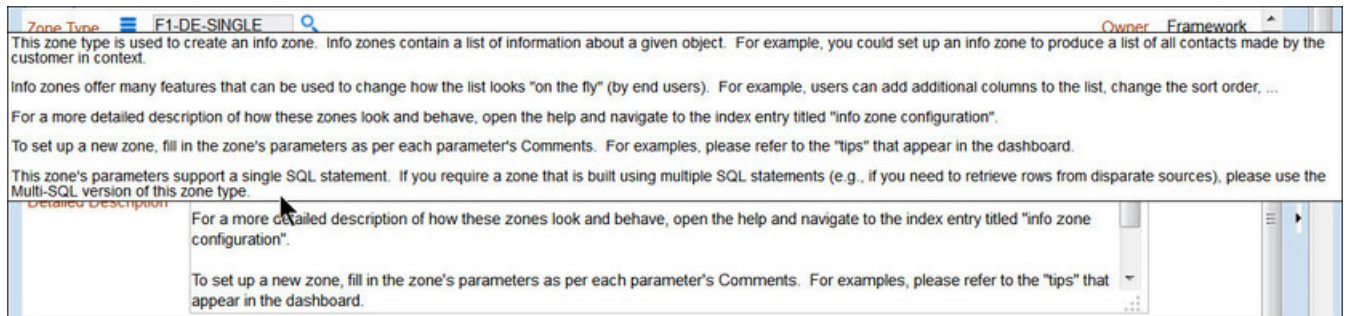 Zone Type F1-DE-SINGLE Owner Framework
This zone type is used to create an info zone. Info zones contain a list of information about a given object. For example, you could set up an info zone to produce a list of all contacts made by the
customer in context.
Info zones offer many features that can be used to change how the list looks "on the fly" (by end users). For example, users can add additional columns to the list, change the sort order, ...
For a more detailed description of how these zones look and behave, open the help and navigate to the index entry titled "info zone configuration".
To set up a new zone, fill in the zone's parameters as per each parameter's Comments. For examples, please refer to the "tips" that appear in the dashboard.
This zone's parameters support a single SQL statement. If you require a zone that is built using multiple SQL statements (e.g., if you need to retrieve rows from disparate sources), please use the
Multi-SQL version of this zone type.
Detailed Description
For a more detailed description of how these zones look and behave, open the help and navigate to the index entry titled "info zone
configuration".
To set up a new zone, fill in the zone's parameters as per each parameter's Comments. For examples, please refer to the "tips" that
appear in the dashboard.